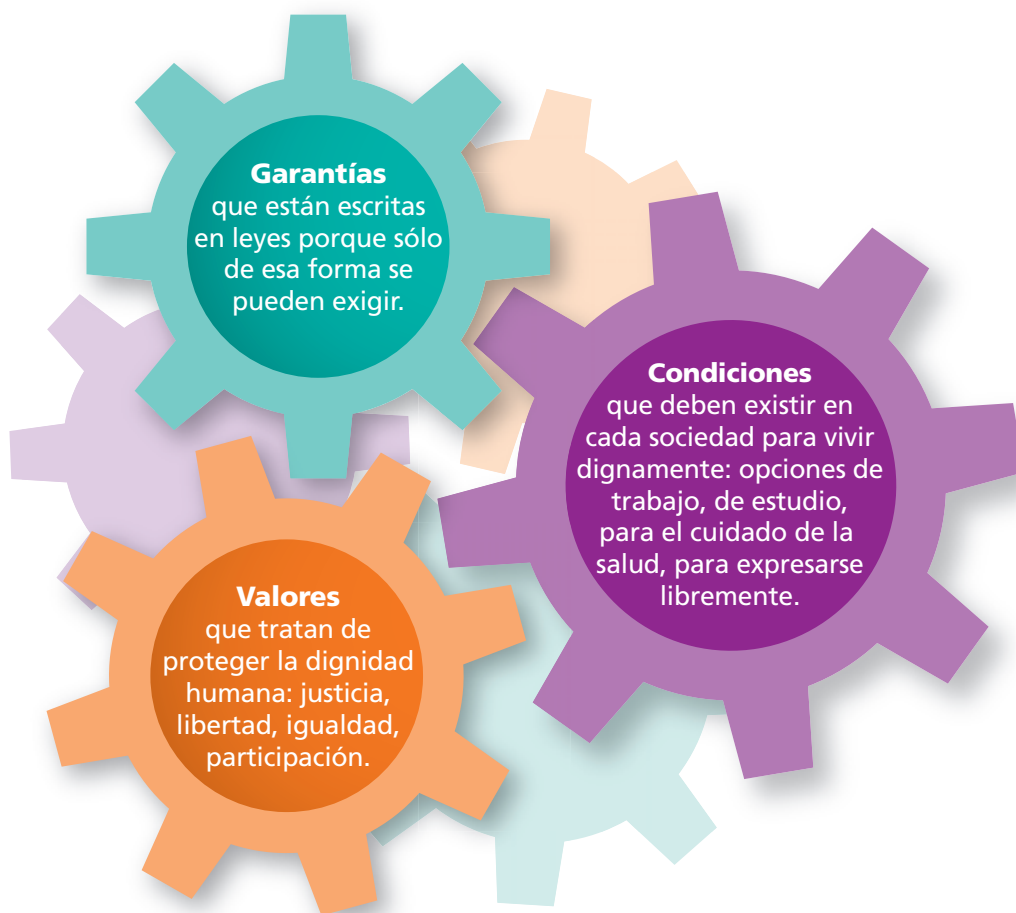 Garantías
que están escritas
en leyes porque sólo
de esa forma se
pueden exigir.
Condiciones
que deben existir en
cada sociedad para vivir
dignamente: opciones de
trabajo, de estudio,
para el cuidado de la
salud, para expresarse
libremente.
Valores
que tratan de
proteger la dignidad
humana: justicia,
libertad, igualdad,
participación.